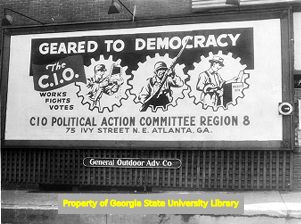 GEARED TO DEMOCRACY
The
C.I.O.
WORKS
FIGHTS
VOTES
CIO POLITICAL ACTION COMMITTEE REGION 8
75 IVY STREET N.E. ATLANTA, GA.
General Outdoor Adv Co
Property of Georgia State University Library